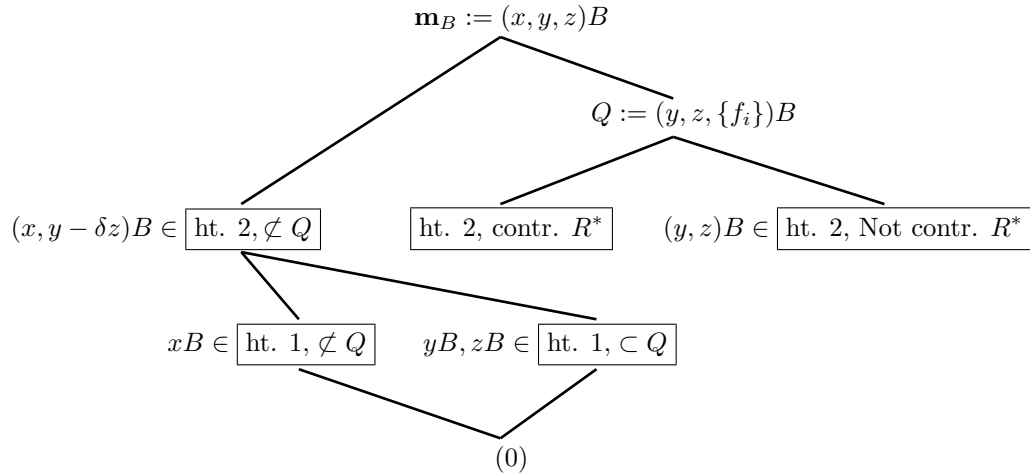 𝐦_B := (x, y, z)B
Q := (y, z, {f_i})B
(x, y − δz)B ∈ ht. 2, ⊄ Q
ht. 2, contr. R*
(y, z)B ∈ ht. 2, Not contr. R*
xB ∈ ht. 1, ⊄ Q
yB, zB ∈ ht. 1, ⊂ Q
(0)